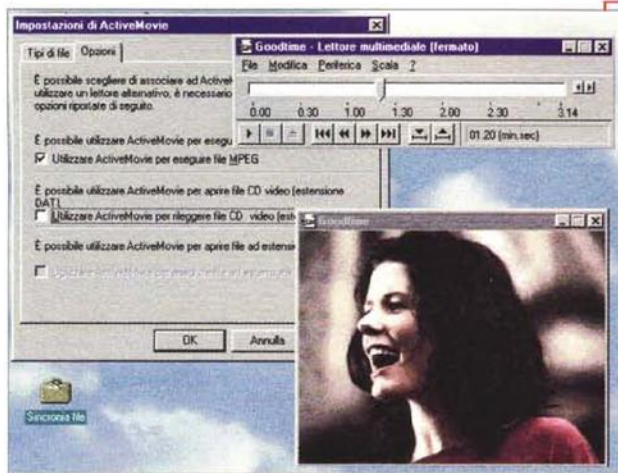 Impostazioni di ActiveMovie
Tipi di file Opzioni
È possibile scegliere di associare ad
utilizzare un lettore alternativo, è necessario
opzioni riportate di seguito.
È possibile utilizzare ActiveMovie per
Utilizzare ActiveMovie per eseguire file MPEG
È possibile utilizzare ActiveMovie per aprire file CD video (estensione
DAT).
Utilizzare ActiveMovie per rileggere file CD video
È possibile utilizzare ActiveMovie per aprire file ad
OK Annulla
Goodtime - Lettore multimediale (fermato)
File Modifica Periferica Scala ?
0.00 0.30 1.00 1.30 2.00 2.30 3.14
01.20 (min.sec)
Goodtime
Sincronia file